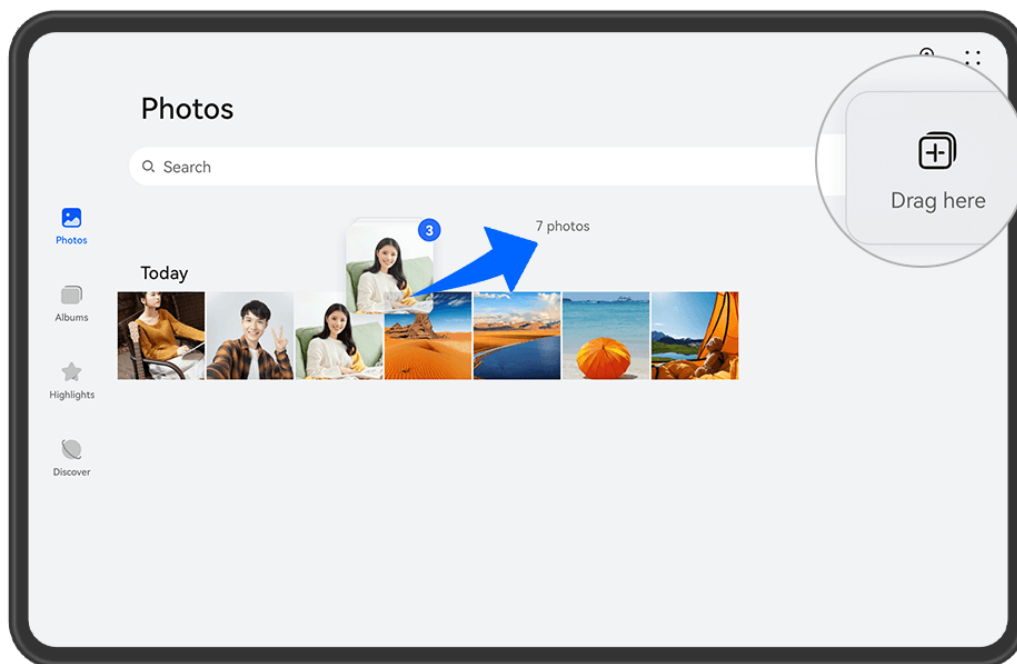 Photos
Search
Drag here
Photos
3
7 photos
Today
Albums
Highlights
Discover